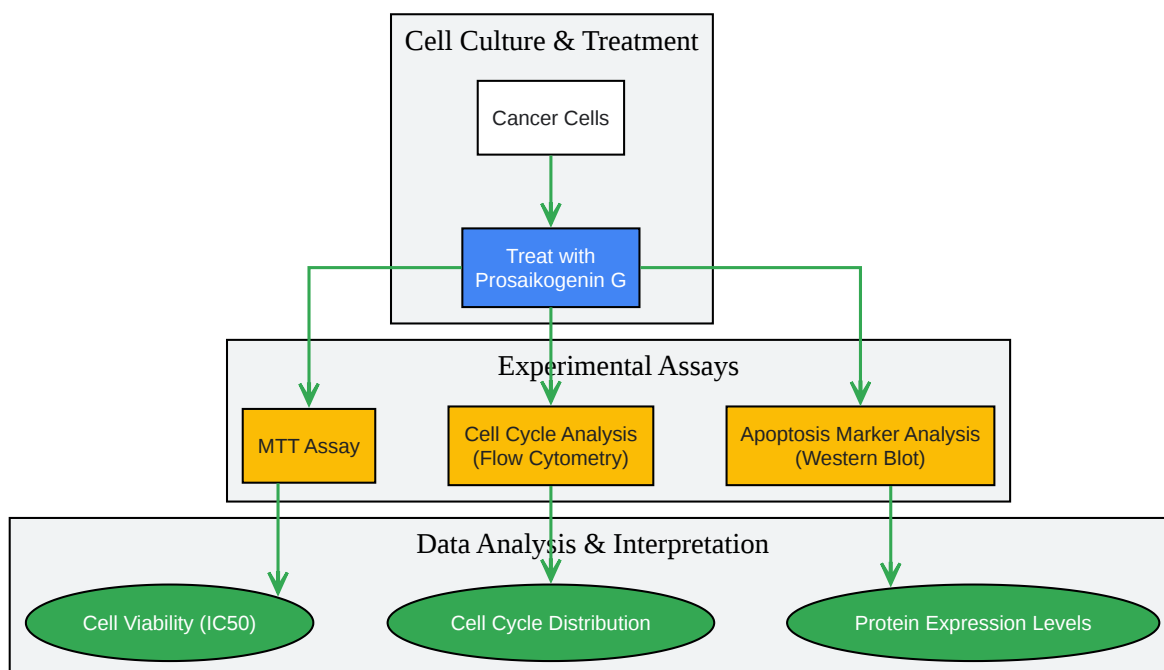 Cell Culture & Treatment
Cancer Cells
Treat with
Prosaikogenin G
Experimental Assays
MTT Assay
Cell Cycle Analysis
(Flow Cytometry)
Apoptosis Marker Analysis
(Western Blot)
Data Analysis & Interpretation
Cell Viability (IC50)
Cell Cycle Distribution
Protein Expression Levels